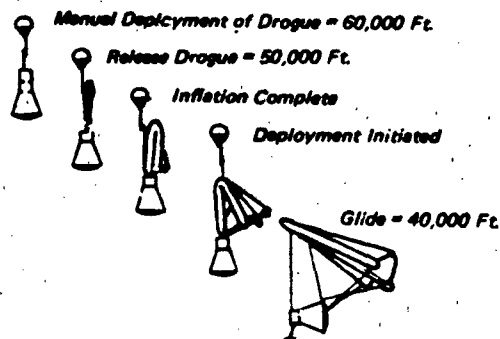 Manual Deployment of Drogue = 60,000 Ft.
Release Drogue = 50,000 Ft.
Inflation Complete
Deployment Initiated
Glide = 40,000 Ft.